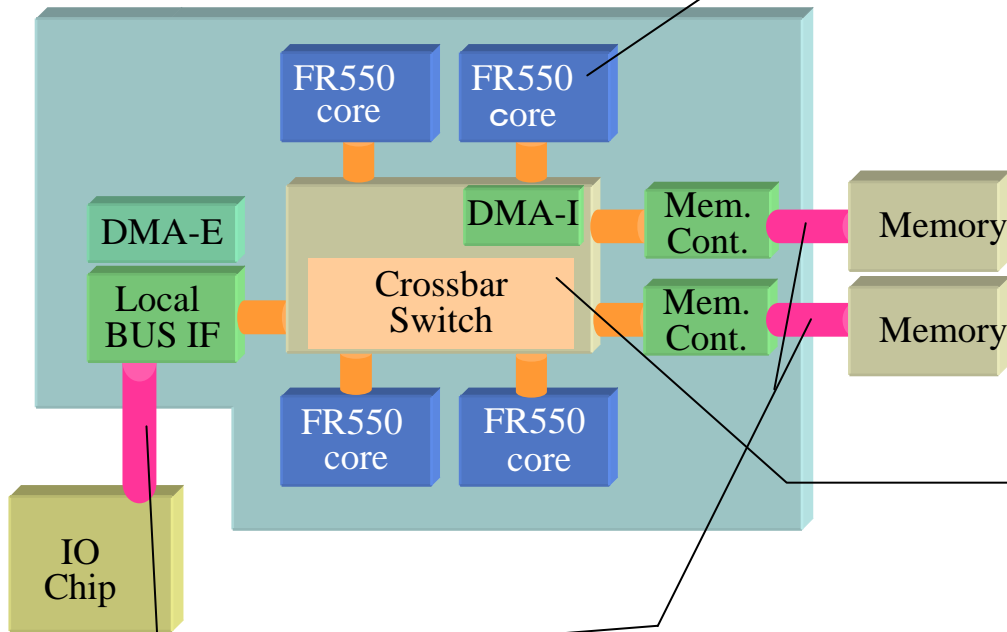 FR550
core
FR550
core
DMA-I
Mem.
Cont.
Memory
DMA-E
Local
BUS IF
Crossbar
Switch
Mem.
Cont.
Memory
FR550
core
FR550
core
IO
Chip